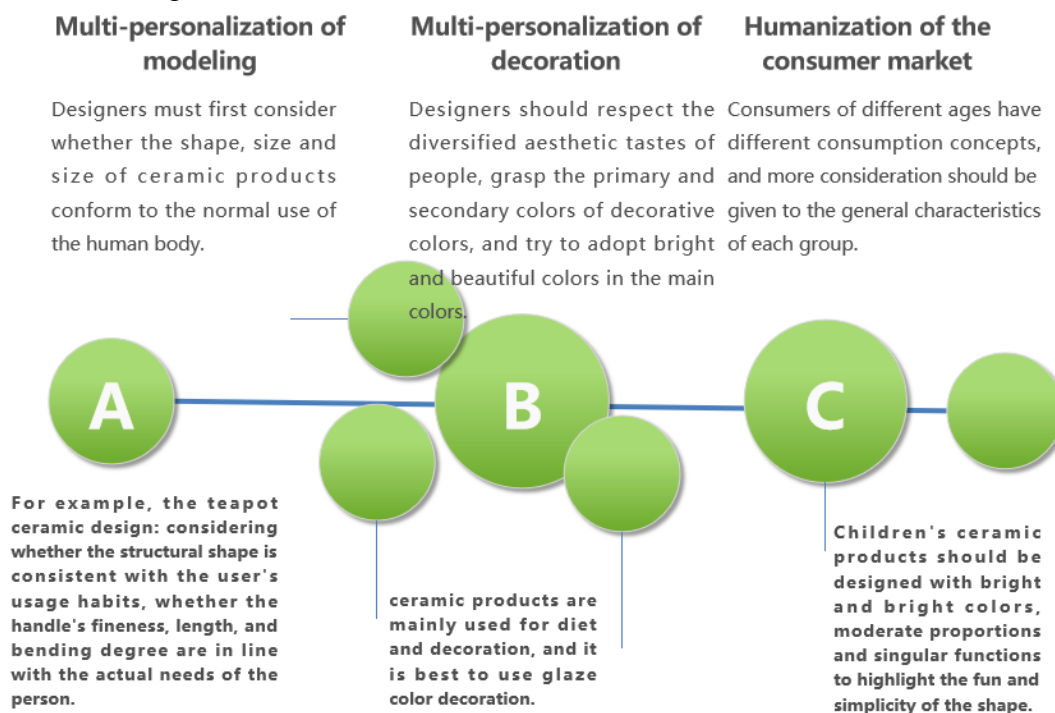 Multi-personalization of
modeling
Designers must first consider
whether the shape, size and
size of ceramic products
conform to the normal use of
the human body.
Multi-personalization of
decoration
Designers should respect the
diversified aesthetic tastes of
people, grasp the primary and
secondary colors of decorative
colors, and try to adopt bright
and beautiful colors in the main
colors.
Humanization of the
consumer market
Consumers of different ages have
different consumption concepts,
and more consideration should be
given to the general characteristics
of each group.
A
B
C
For example, the teapot
ceramic design: considering
whether the structural shape is
consistent with the user's
usage habits, whether the
handle's fineness, length, and
bending degree are in line
with the actual needs of the
person.
ceramic products are
mainly used for diet
and decoration, and it
is best to use glaze
color decoration.
Children's ceramic
products should be
designed with bright
and bright colors,
moderate proportions
and singular functions
to highlight the fun and
simplicity of the shape.